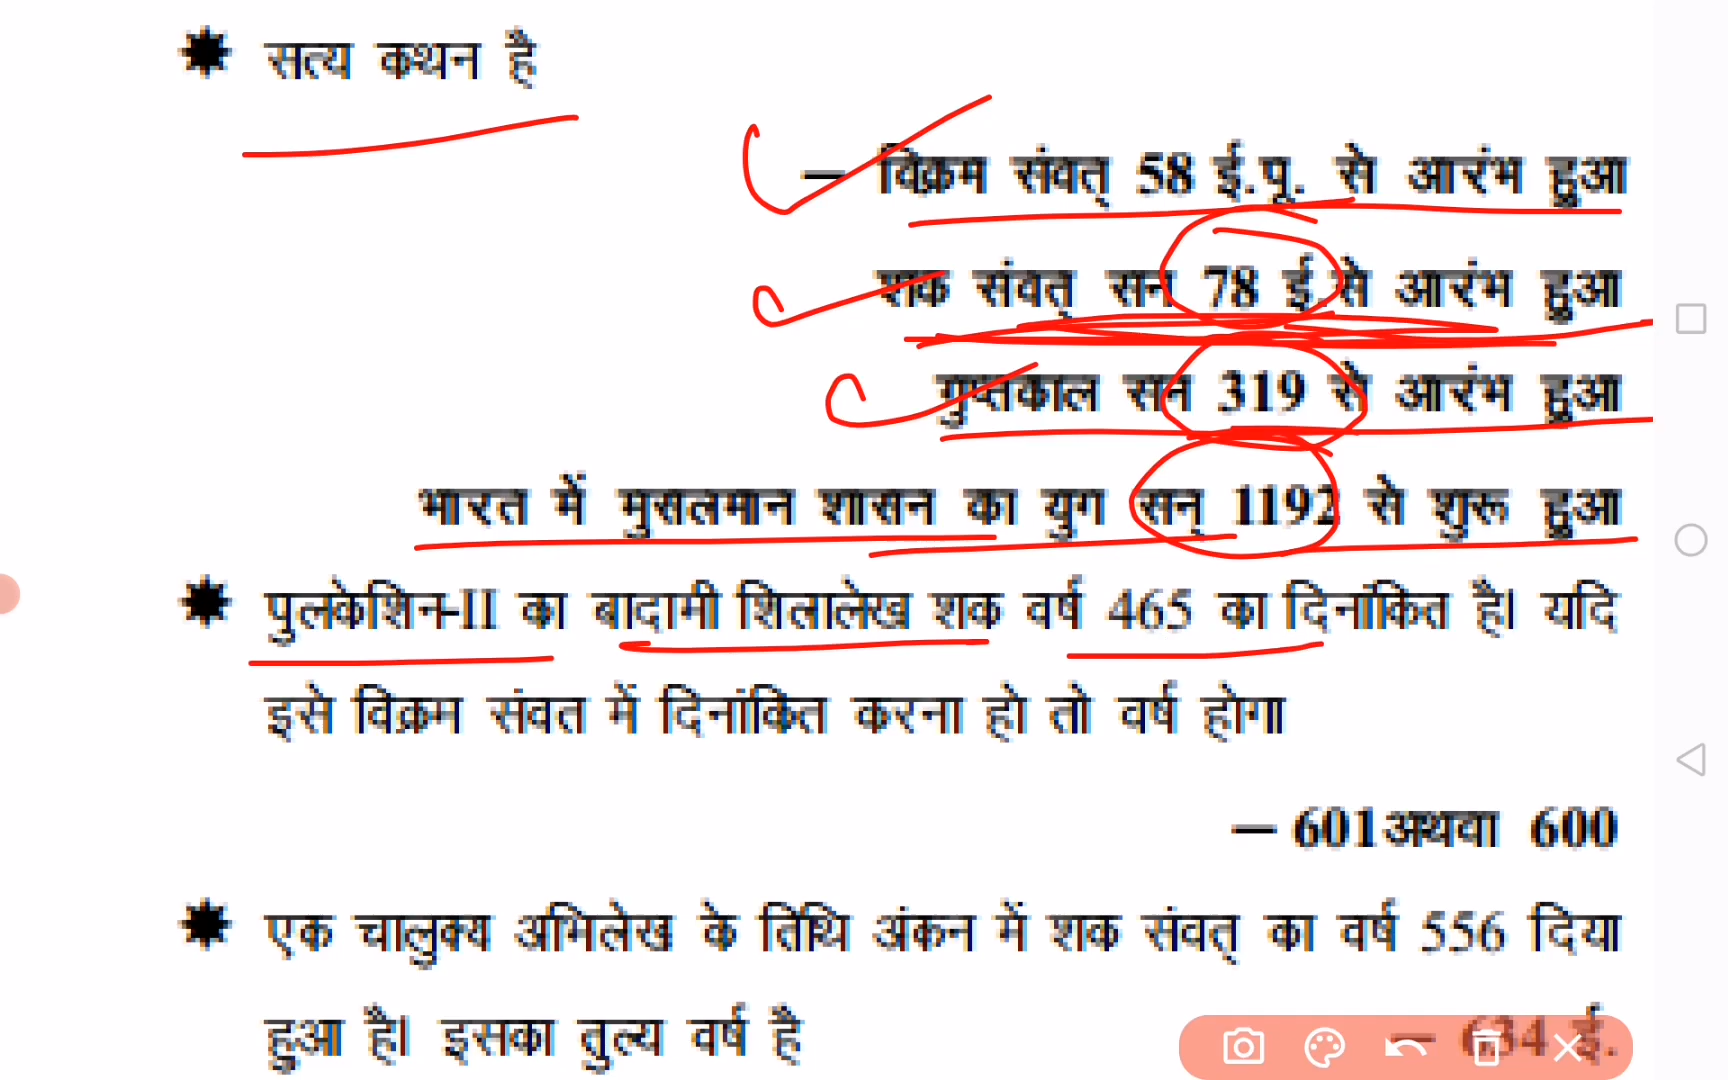 सत्य कथन है
— विक्रम संवत् 58 ई.पू. से आरंभ हुआ
शक संवत् सन 78 ई. से आरंभ हुआ
गुप्तकाल सन 319 से आरंभ हुआ
भारत में मुसलमान शासन का युग सन् 1192 से शुरू हुआ
पुलकेशिन-II का बादामी शिलालेख शक वर्ष 465 का दिनांकित है। यदि
इसे विक्रम संवत में दिनांकित करना हो तो वर्ष होगा
— 601अथवा 600
एक चालुक्य अभिलेख के तिथि अंकन में शक संवत् का वर्ष 556 दिया
हुआ है। इसका तुल्य वर्ष है — 634 ई.